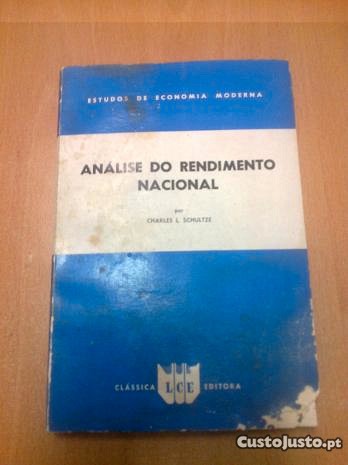 ESTUDOS DE ECONOMIA MODERNA
ANÁLISE DO RENDIMENTO
NACIONAL
por
CHARLES L. SCHULTZE
CLÁSSICA LCE EDITORA
CustoJusto.pt